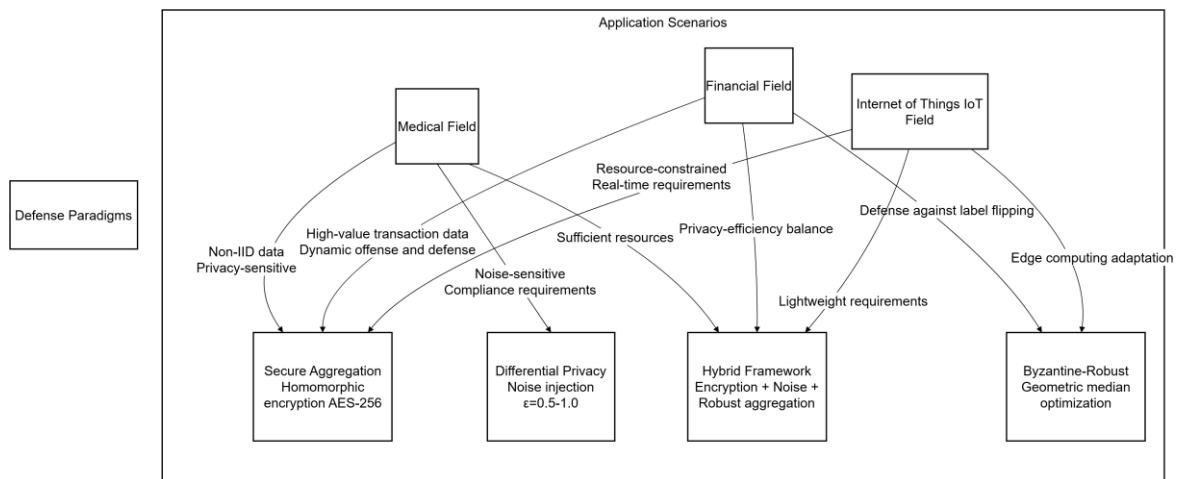 Application Scenarios
Financial Field
Internet of Things IoT
Field
Medical Field
Resource-constrained
Real-time requirements
Defense Paradigms
High-value transaction data
Dynamic offense and defense
Defense against label flipping
Sufficient resources
Privacy-efficiency balance
Non-IID data
Privacy-sensitive
Edge computing adaptation
Noise-sensitive
Compliance requirements
Lightweight requirements
Secure Aggregation
Homomorphic
encryption AES-256
Differential Privacy
Noise injection
ε=0.5-1.0
Hybrid Framework
Encryption + Noise +
Robust aggregation
Byzantine-Robust
Geometric median
optimization